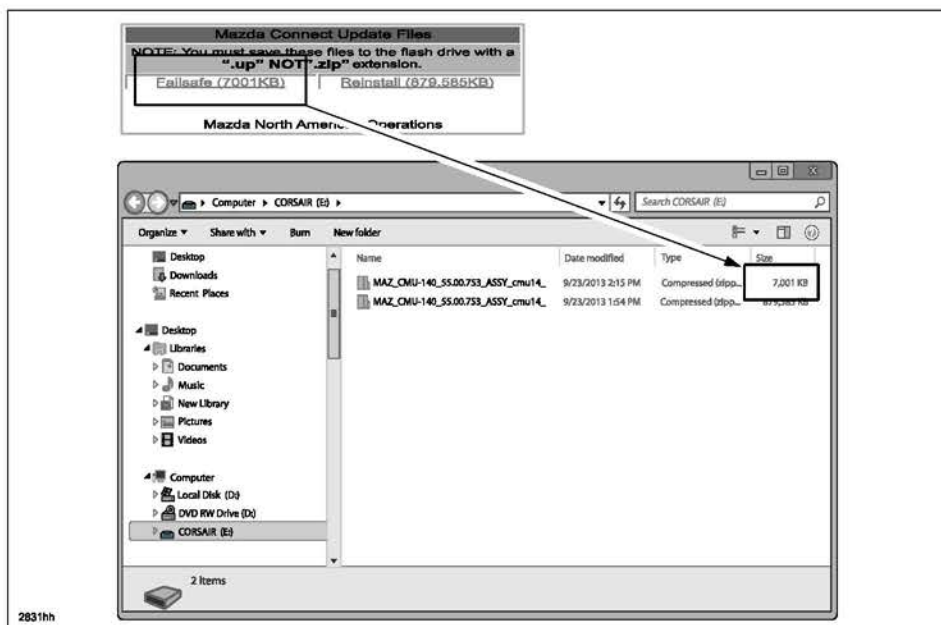 Mazda Connect Update Files
NOTE: You must save these files to the flash drive with a
“.up” NOT“.zip” extension.
Failsafe (7001KB) Reinstall (879,585KB)
Mazda North American Operations
Computer CORSAIR (E:)
Search CORSAIR (E:)
Organize Share with Burn New folder
Name Date modified Type Size
MAZ_CMU-140_55.00.753_ASSY_cmu14_ 9/23/2013 2:15 PM Compressed (zipp... 7,001 KB
MAZ_CMU-140_55.00.753_ASSY_cmu14_ 9/23/2013 1:54 PM Compressed (zipp... 879,585 KB
Desktop
Downloads
Recent Places
Desktop
Libraries
Documents
Music
New Library
Pictures
Videos
Computer
Local Disk (D:)
DVD RW Drive (D:)
CORSAIR (E:)
2 Items
2831hh